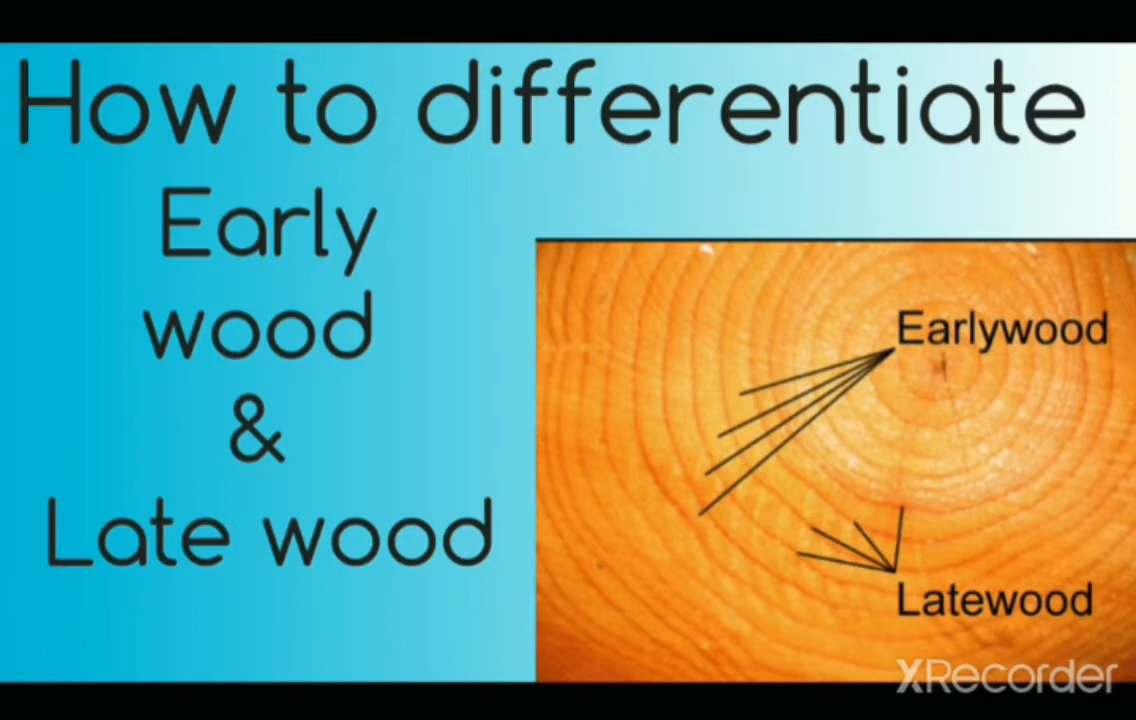 How to differentiate
Early
wood
&
Late wood
Earlywood
Latewood
XRecorder